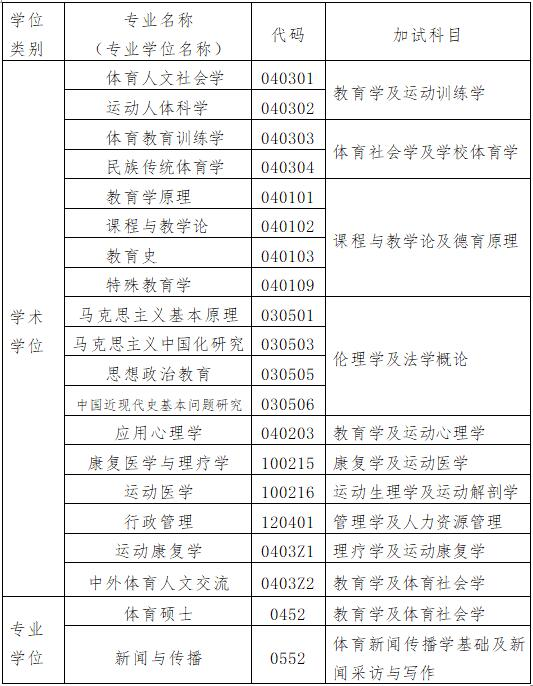 学位类别 专业名称（专业学位名称） 代码 加试科目
学术学位
体育人文社会学 040301 教育学及运动训练学
运动人体科学 040302
体育教育训练学 040303 体育社会学及学校体育学
民族传统体育学 040304
教育学原理 040101 课程与教学论及德育原理
课程与教学论 040102
教育史 040103
特殊教育学 040109
马克思主义基本原理 030501 伦理学及法学概论
马克思主义中国化研究 030503
思想政治教育 030505
中国近现代史基本问题研究 030506
应用心理学 040203 教育学及运动心理学
康复医学与理疗学 100215 康复学及运动医学
运动医学 100216 运动生理学及运动解剖学
行政管理 120401 管理学及人力资源管理
运动康复学 0403Z1 理疗学及运动康复学
中外体育人文交流 0403Z2 教育学及体育社会学
专业学位
体育硕士 0452 教育学及体育社会学
新闻与传播 0552 体育新闻传播学基础及新
闻采访与写作